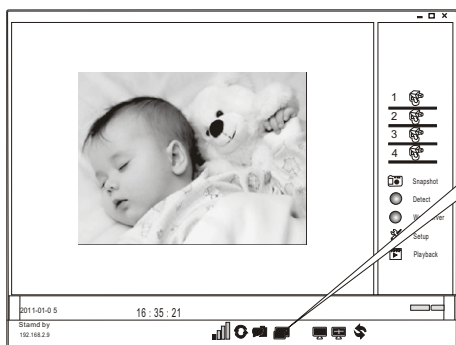 1
2
3
4
Snapshot
Detect
Setup
Playback
2011-01-0 5
16 : 35 : 21
Stamd by
192.168.2.9